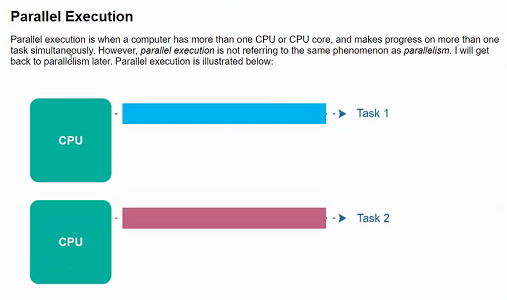 Parallel Execution
Parallel execution is when a computer has more than one CPU or CPU core, and makes progress on more than one
task simultaneously. However, parallel execution is not referring to the same phenomenon as parallelism. I will get
back to parallelism later. Parallel execution is illustrated below:
CPU
Task 1
CPU
Task 2